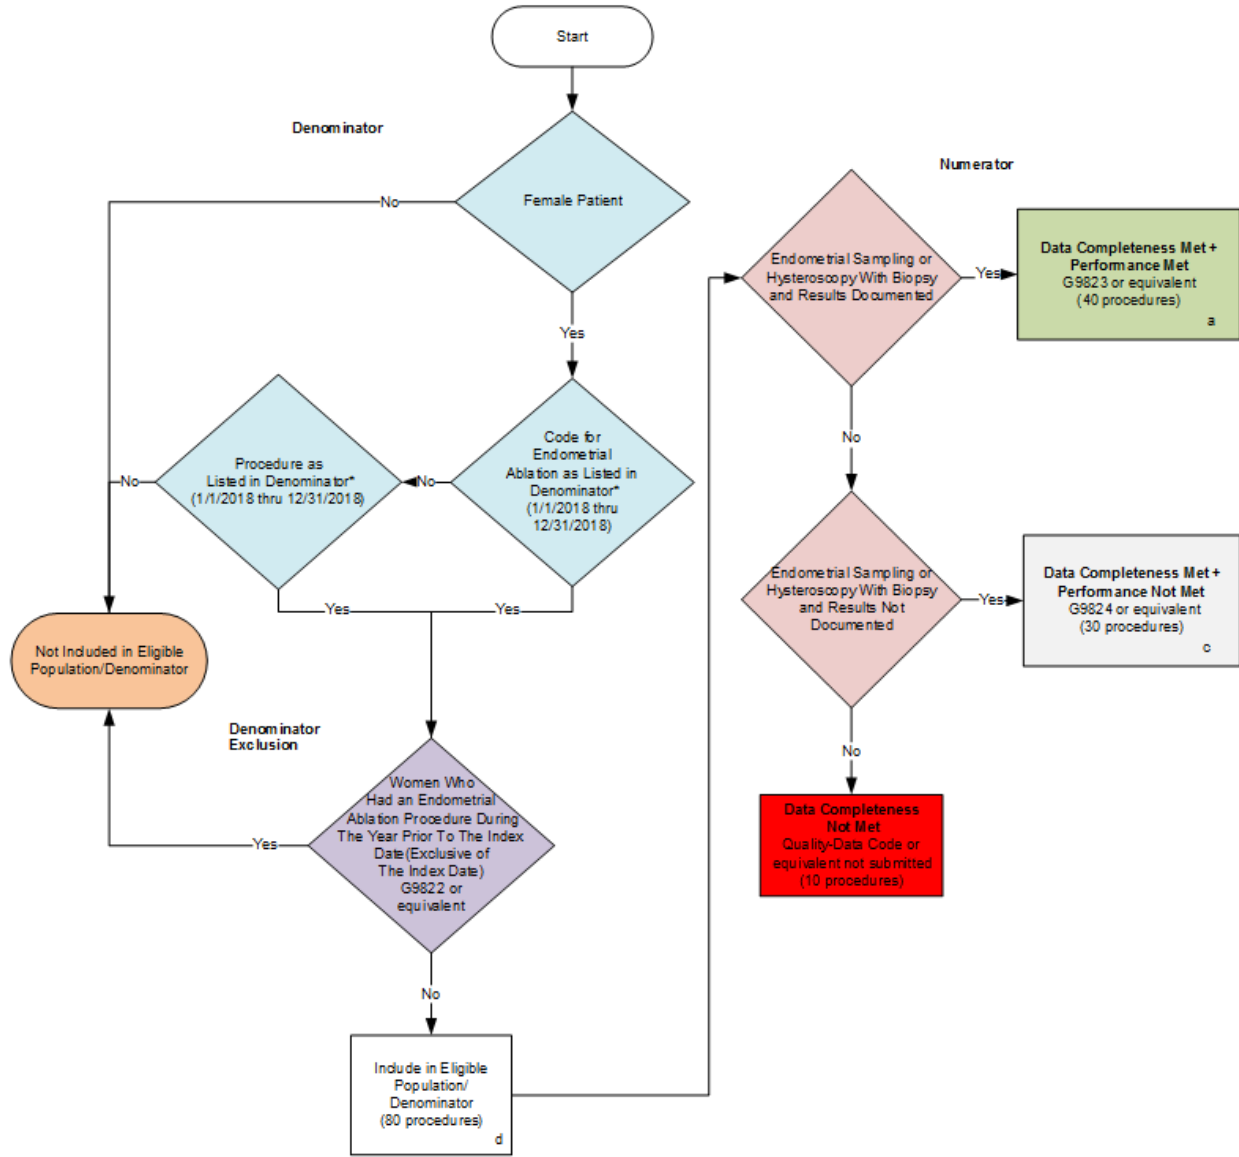 Start
Denominator
Female Patient
No
Yes
Code for
Endometrial
Ablation as Listed in
Denominator*
(1/1/2018 thru
12/31/2018)
No
Procedure as
Listed in Denominator*
(1/1/2018 thru 12/31/2018)
No
Yes
Yes
Not Included in Eligible
Population/Denominator
Denominator
Exclusion
Women Who
Had an Endometrial
Ablation Procedure During
The Year Prior To The Index
Date(Exclusive of
The Index Date)
G9822 or
equivalent
Yes
No
Include in Eligible
Population/
Denominator
(80 procedures)
d
Numerator
Endometrial Sampling or
Hysteroscopy With Biopsy
and Results Documented
Yes
Data Completeness Met +
Performance Met
G9823 or equivalent
(40 procedures)
a
No
Endometrial Sampling or
Hysteroscopy With Biopsy
and Results Not
Documented
Yes
Data Completeness Met +
Performance Not Met
G9824 or equivalent
(30 procedures)
c
No
Data Completeness
Not Met
Quality-Data Code or
equivalent not submitted
(10 procedures)